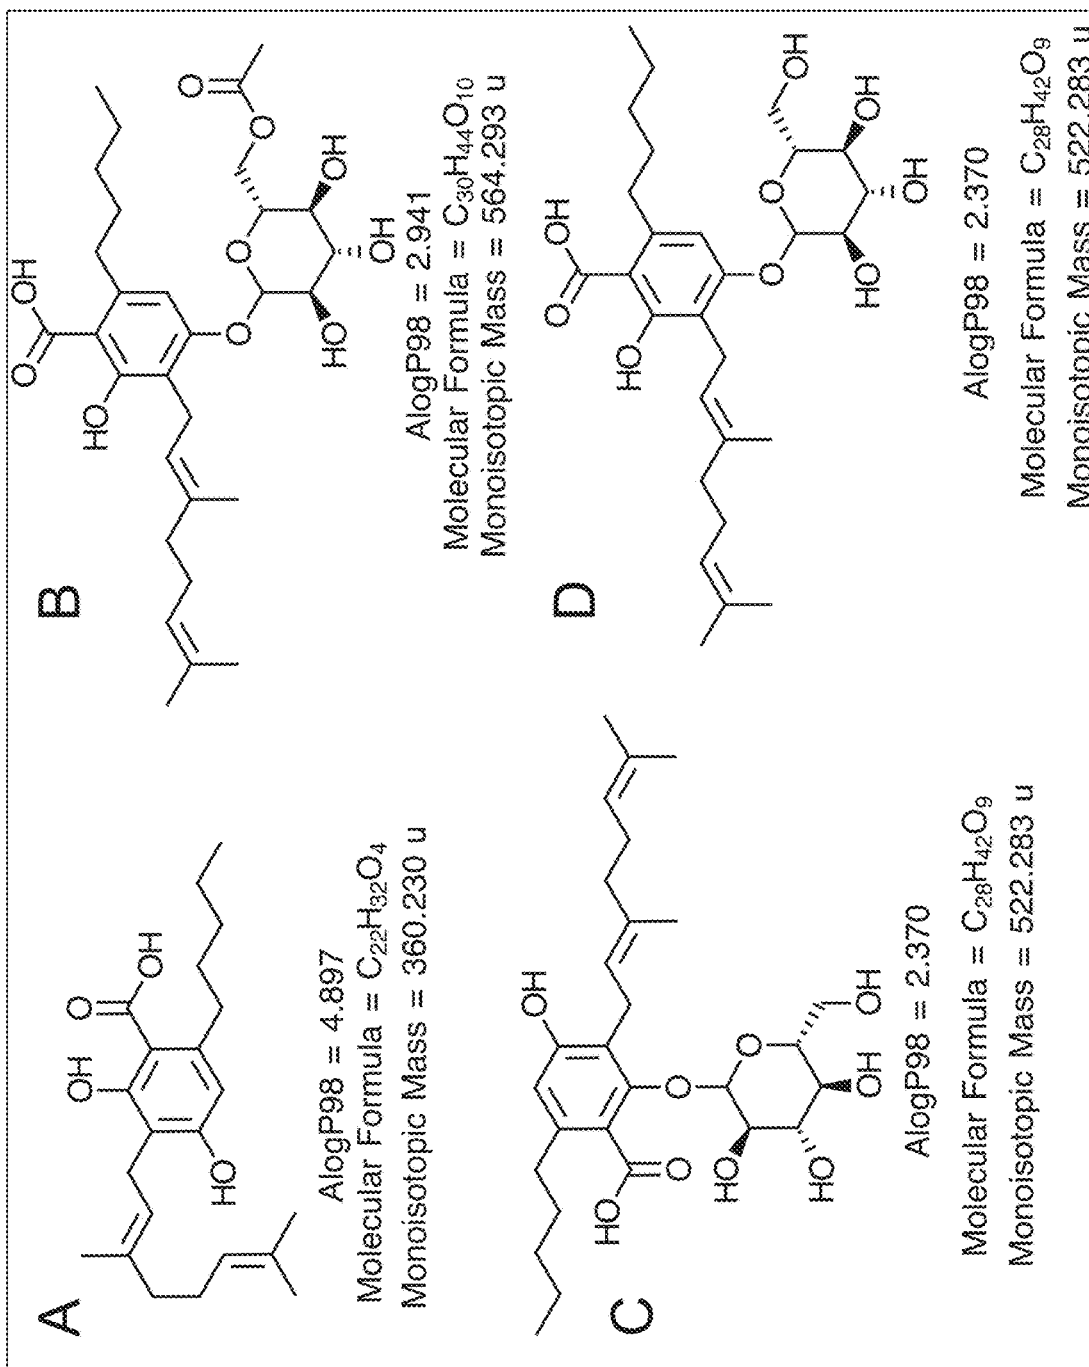 A
OH
O
OH
HO
AlogP98 = 4.897
Molecular Formula = C₂₂H₃₂O₄
Monoisotopic Mass = 360.230 u
B
O
OH
HO
O
O
O
O
HO
OH
OH
AlogP98 = 2.941
Molecular Formula = C₃₀H₄₄O₁₀
Monoisotopic Mass = 564.293 u
C
OH
HO
O
O
O
HO
HO
OH
OH
AlogP98 = 2.370
Molecular Formula = C₂₈H₄₂O₉
Monoisotopic Mass = 522.283 u
D
O
OH
HO
O
O
OH
HO
OH
OH
AlogP98 = 2.370
Molecular Formula = C₂₈H₄₂O₉
Monoisotopic Mass = 522.283 u